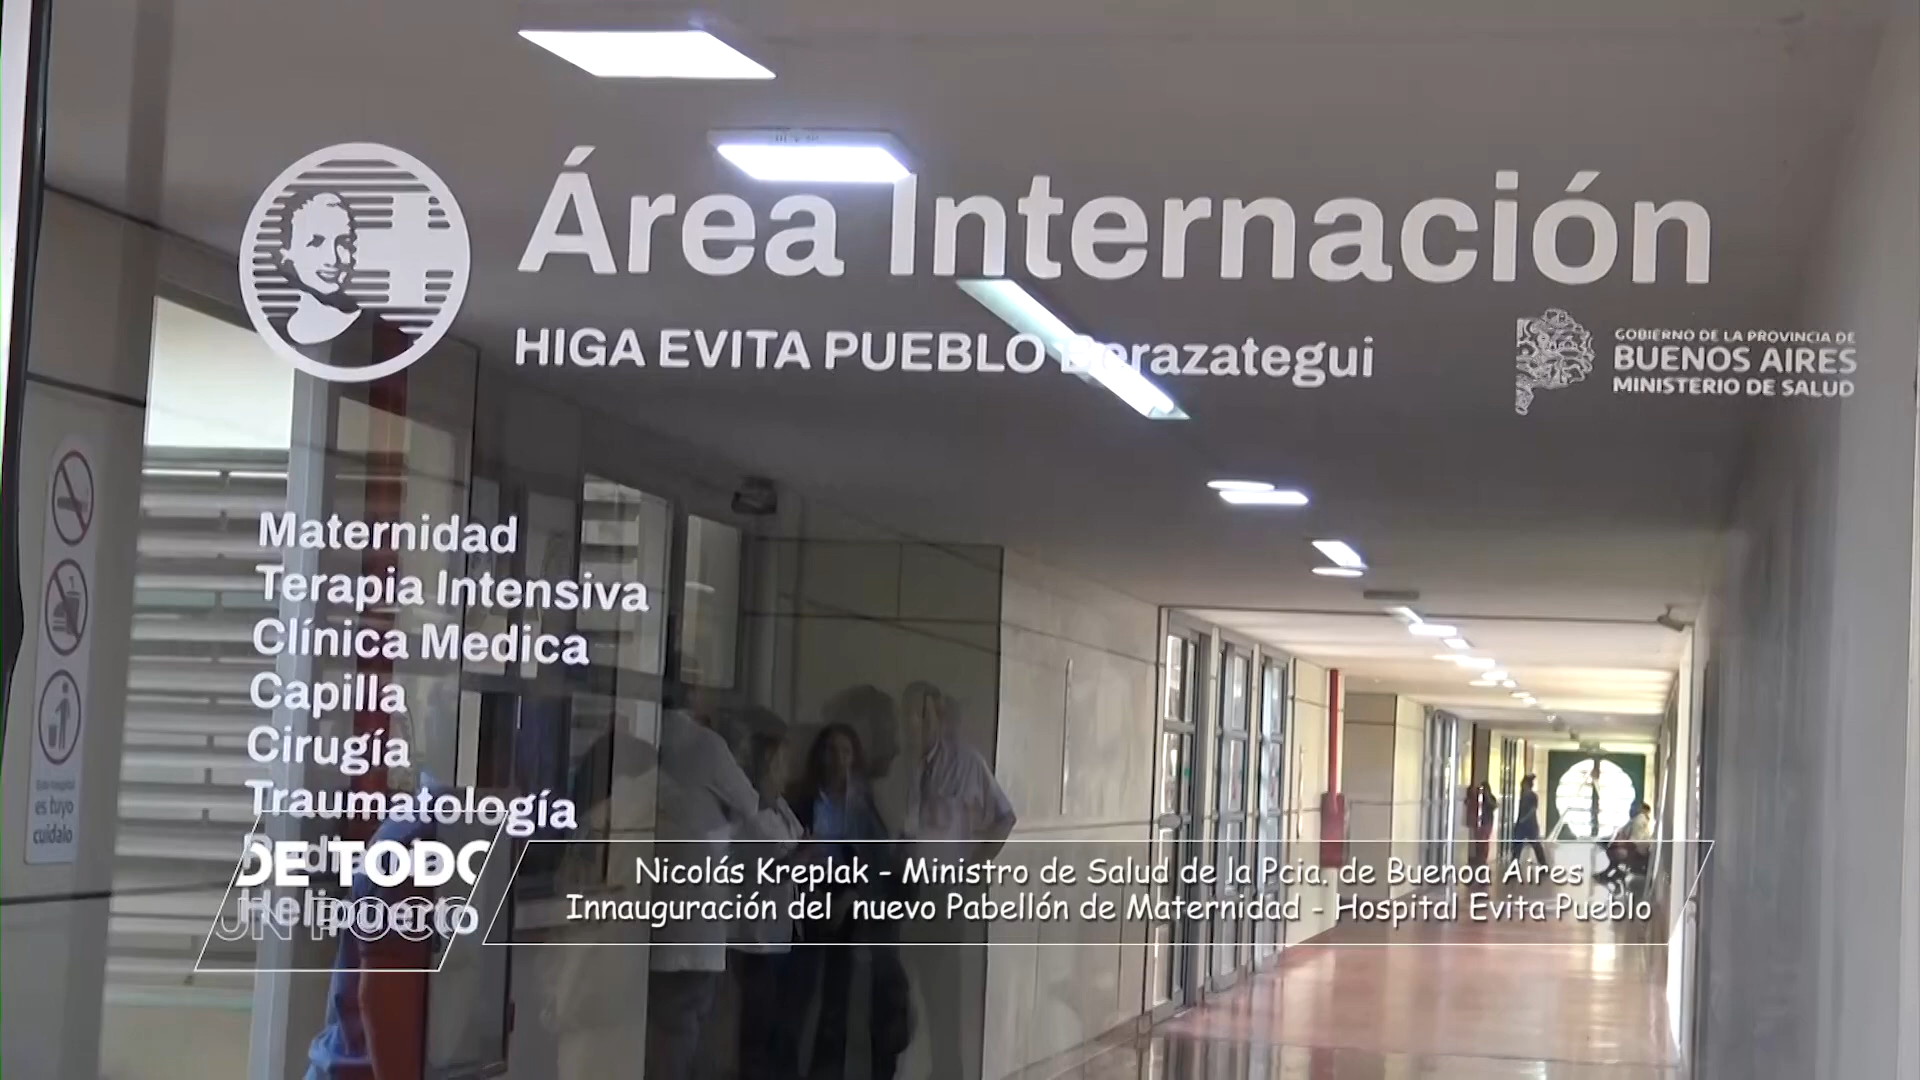 Área Internación
HIGA EVITA PUEBLO Berazategui
GOBIERNO DE LA PROVINCIA DE
BUENOS AIRES
MINISTERIO DE SALUD
Maternidad
Terapia Intensiva
Clínica Medica
Capilla
Cirugía
Traumatología
Helipuerto
es tuyo
cuidalo
DE TODO
UN POCO
Nicolás Kreplak - Ministro de Salud de la Pcia. de Buenoa Aires
Innauguración del nuevo Pabellón de Maternidad - Hospital Evita Pueblo